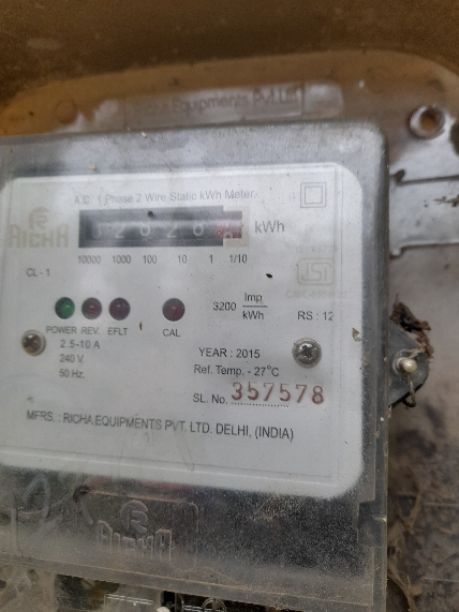 Richa Equipments Pvt. Ltd.
A.C. 1 Phase 2 Wire Static kWh Meter
RICHA
kWh
10000 1000 100 10 1 1/10
CL - 1
ISI
3200 Imp/kWh
RS : 12
POWER REV. EFLT CAL
2.5-10 A
240 V.
50 Hz.
YEAR : 2015
Ref. Temp. - 27°C
SL. No. 357578
MFRS. : RICHA EQUIPMENTS PVT. LTD. DELHI, (INDIA)
RICHA